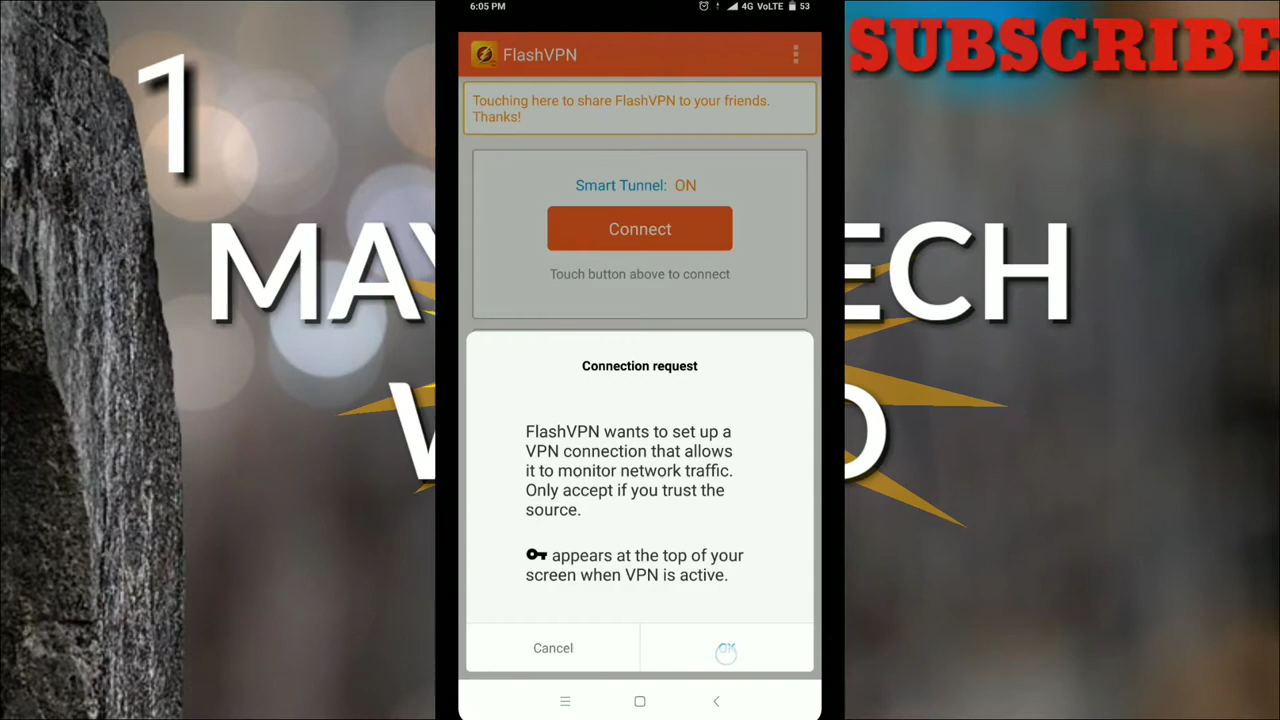 6:05 PM
4G VoLTE 53
SUBSCRIBE
1
FlashVPN
Touching here to share FlashVPN to your friends.
Thanks!
Smart Tunnel: ON
Connect
Touch button above to connect
MAY
ECH
Connection request
FlashVPN wants to set up a
VPN connection that allows
it to monitor network traffic.
Only accept if you trust the
source.
appears at the top of your
screen when VPN is active.
Cancel
OK